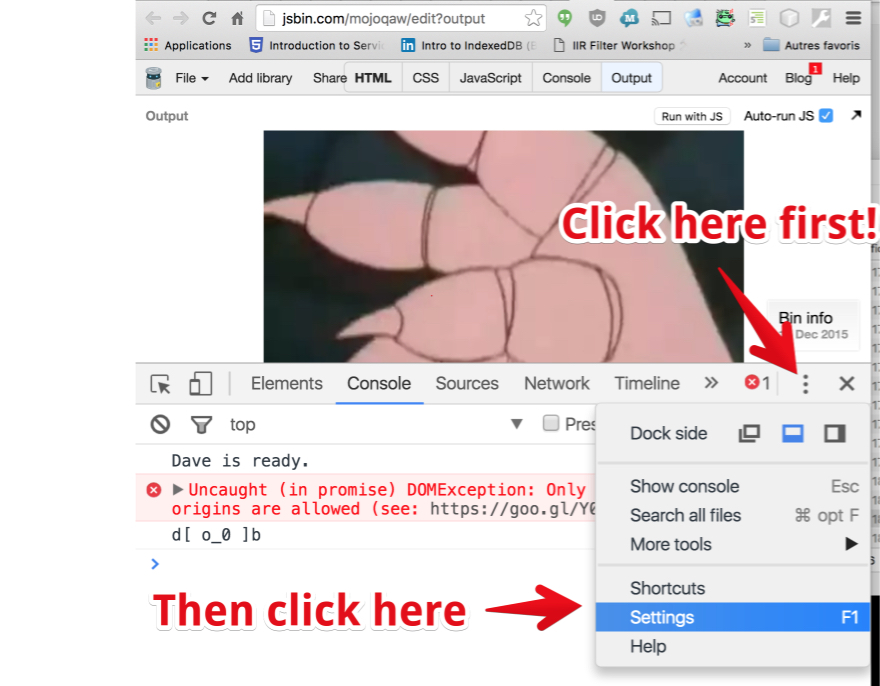 jsbin.com/mojoqaw/edit?output
Applications Introduction to Servi Intro to IndexedDB (E IIR Filter Workshop » Autres favoris
File Add library Share HTML CSS JavaScript Console Output Account Blog 1 Help
Output Run with JS Auto-run JS
Click here first!
Bin info
Dec 2015
Elements Console Sources Network Timeline » 1
top Pres
Dock side
Dave is ready.
Uncaught (in promise) DOMException: Only
origins are allowed (see: https://goo.gl/Y0
d[ o_0 ]b
>
Show console Esc
Search all files ⌘ opt F
More tools
Shortcuts
Then click here
Settings F1
Help